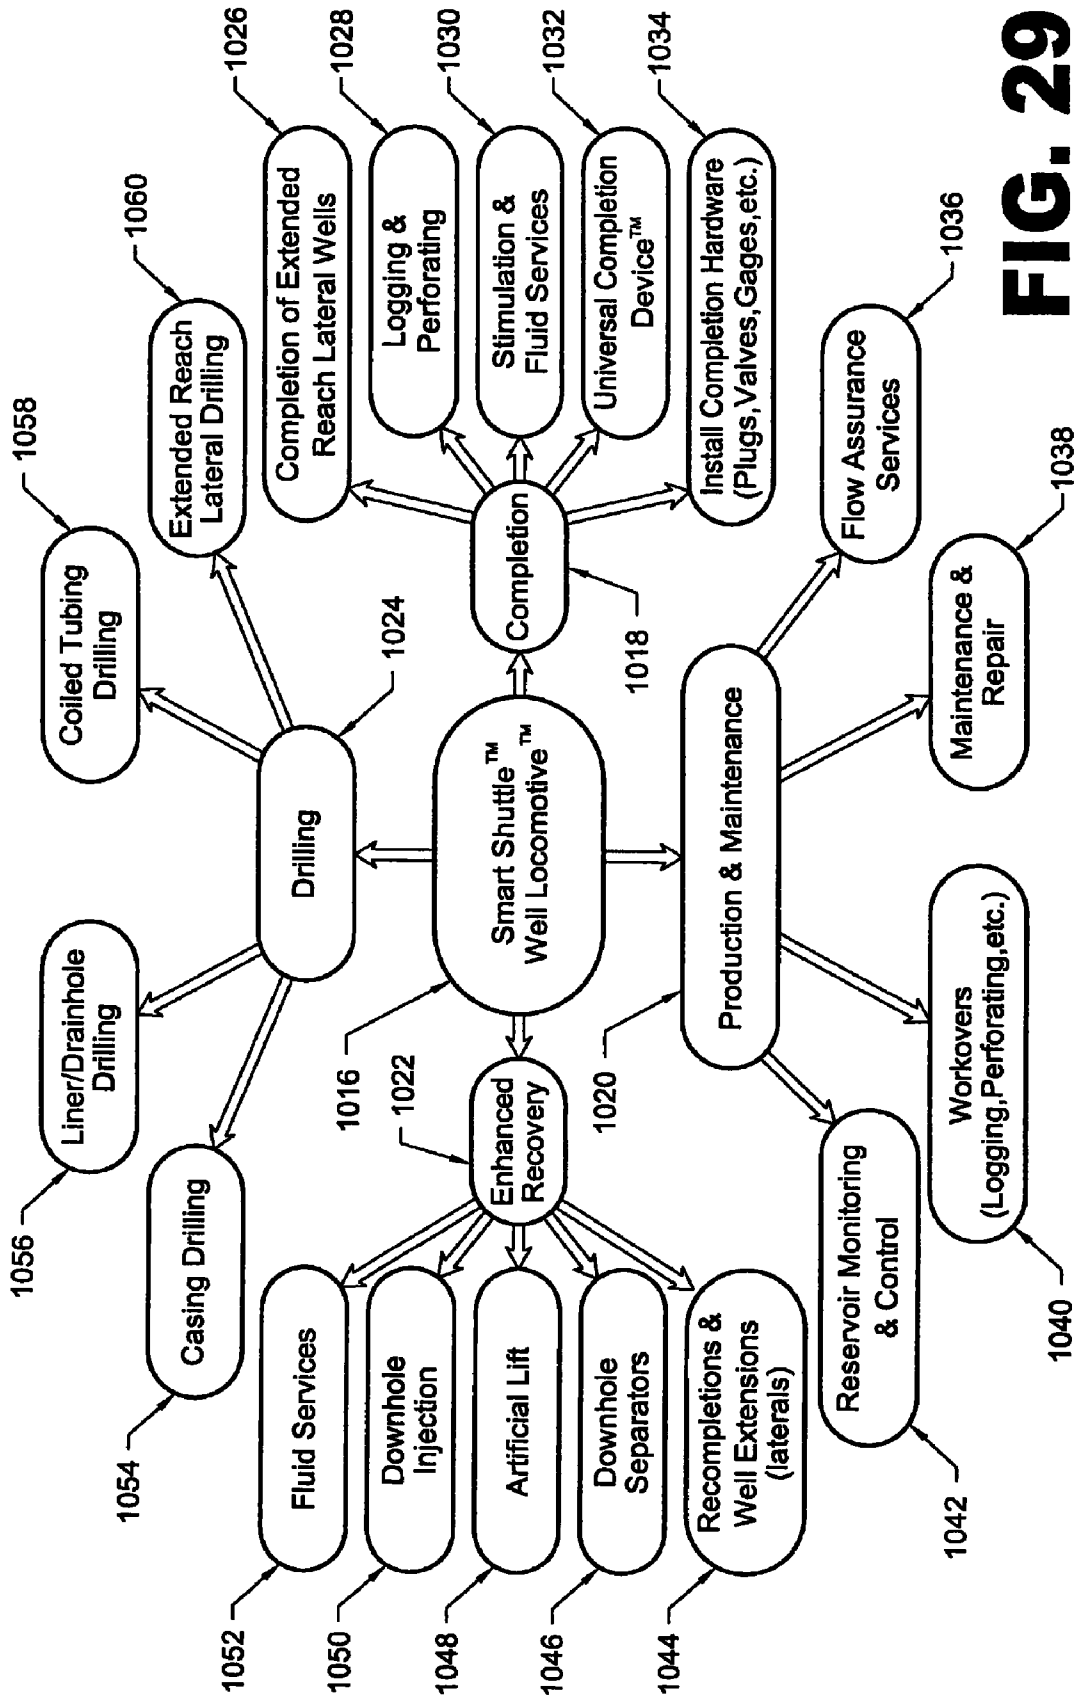 1056
1058
1060
Liner/Drainhole
Drilling
Coiled Tubing
Drilling
1054
Casing Drilling
Extended Reach
Lateral Drilling
1024
Drilling
1026
1028
1030
1032
1034
Completion of Extended
Reach Lateral Wells
Logging &
Perforating
Stimulation &
Fluid Services
Universal Completion
Device™
Install Completion Hardware
(Plugs,Valves,Gages,etc.)
Completion
1018
Smart Shuttle™
Well Locomotive™
1016
1022
Enhanced
Recovery
1052
1050
1048
1046
1044
Fluid Services
Downhole
Injection
Artificial Lift
Downhole
Separators
Recompletions &
Well Extensions
(laterals)
1020
Production & Maintenance
1042
Reservoir Monitoring
& Control
1040
Workovers
(Logging,Perforating,etc.)
Maintenance &
Repair
1038
Flow Assurance
Services
1036
FIG. 29